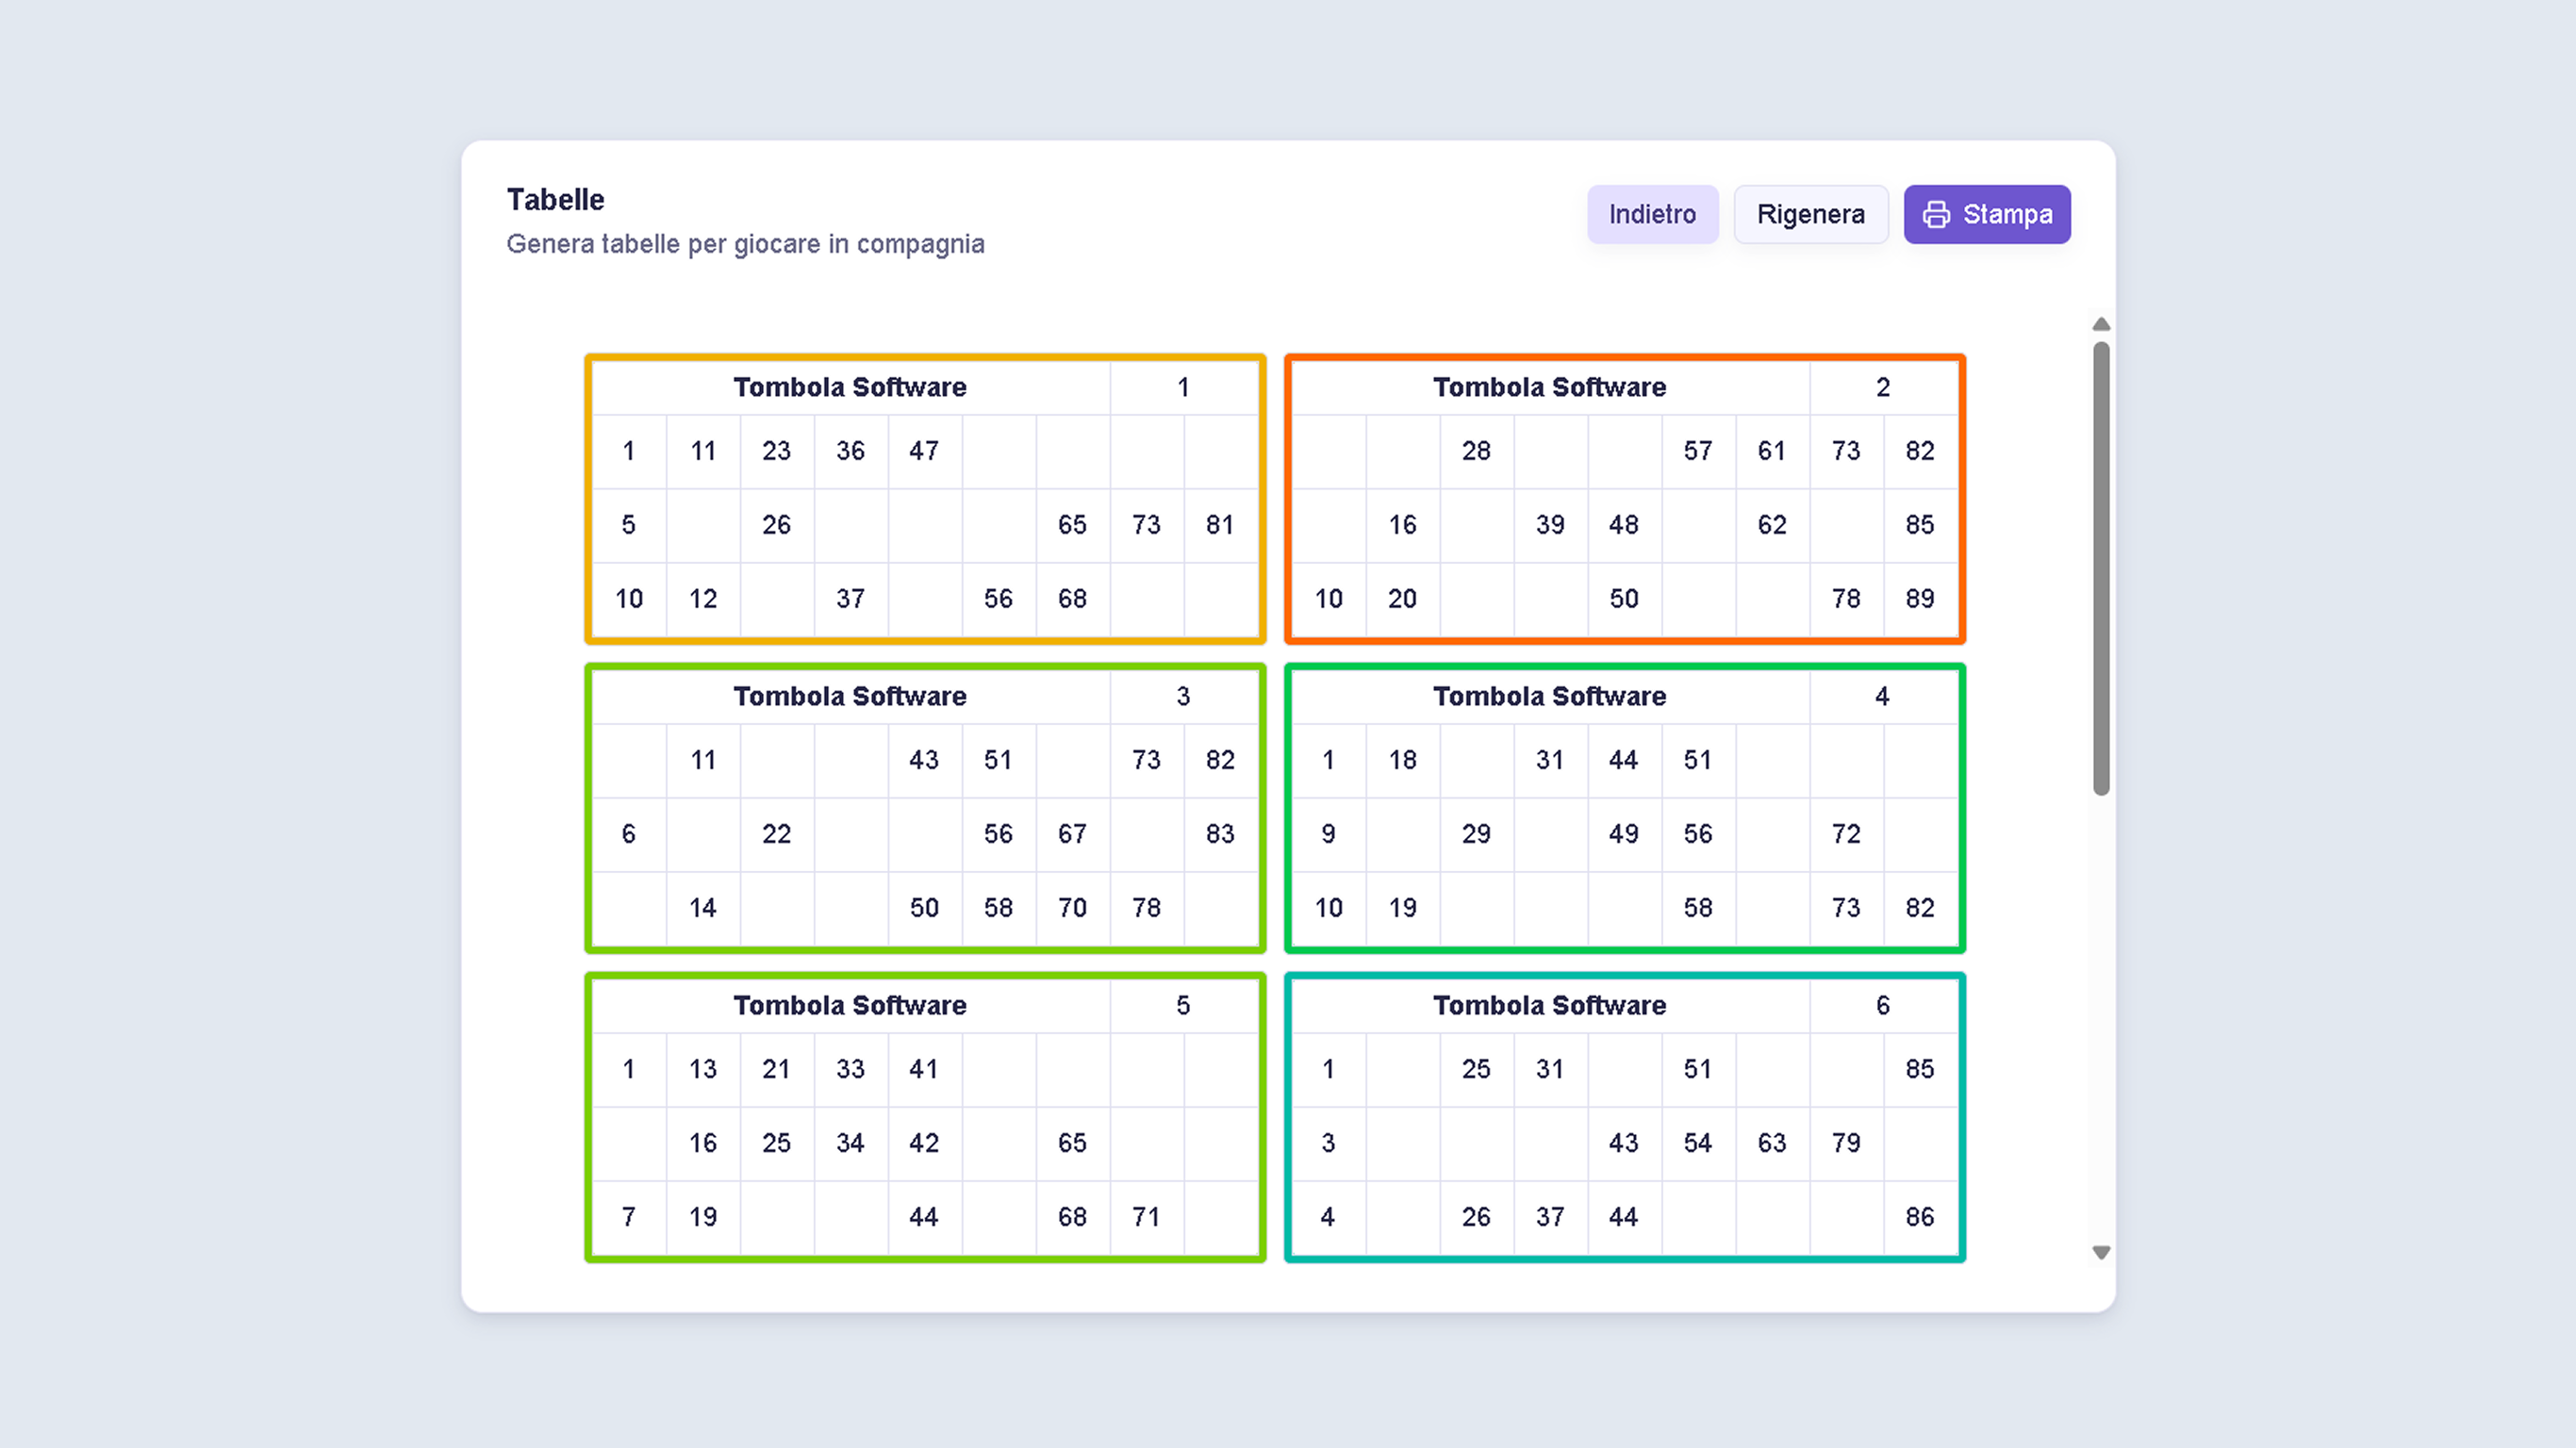 Tabelle
Genera tabelle per giocare in compagnia
Indietro Rigenera Stampa
Tombola Software 1
1 11 23 36 47
5 26 65 73 81
10 12 37 56 68
Tombola Software 2
28 57 61 73 82
16 39 48 62 85
10 20 50 78 89
Tombola Software 3
11 43 51 73 82
6 22 56 67 83
14 50 58 70 78
Tombola Software 4
1 18 31 44 51
9 29 49 56 72
10 19 58 73 82
Tombola Software 5
1 13 21 33 41
16 25 34 42 65
7 19 44 68 71
Tombola Software 6
1 25 31 51 85
3 43 54 63 79
4 26 37 44 86